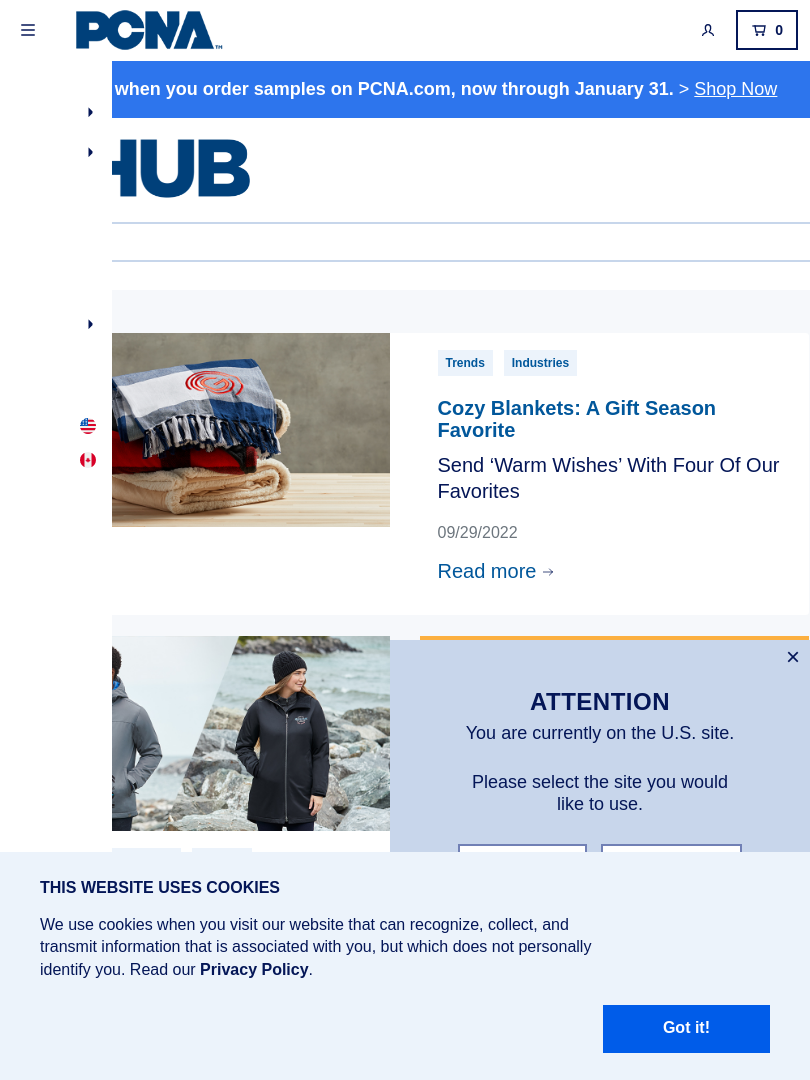 PCNA™
0
when you order samples on PCNA.com, now through January 31. > Shop Now
HUB
Trends Industries
Cozy Blankets: A Gift Season
Favorite
Send ‘Warm Wishes’ With Four Of Our
Favorites
09/29/2022
Read more
ATTENTION
You are currently on the U.S. site.
Please select the site you would
like to use.
THIS WEBSITE USES COOKIES
We use cookies when you visit our website that can recognize, collect, and
transmit information that is associated with you, but which does not personally
identify you. Read our Privacy Policy.
Got it!